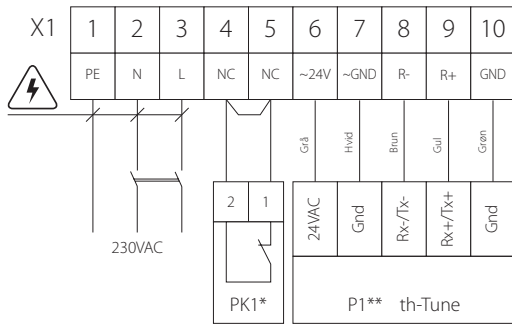 X1 1 2 3 4 5 6 7 8 9 10
PE N L NC NC ~24V ~GND R- R+ GND
Grå Hvid Brun Gul Grøn
2 1 24VAC Gnd Rx-/Tx- Rx+/Tx+ Gnd
230VAC
PK1* P1** th-Tune